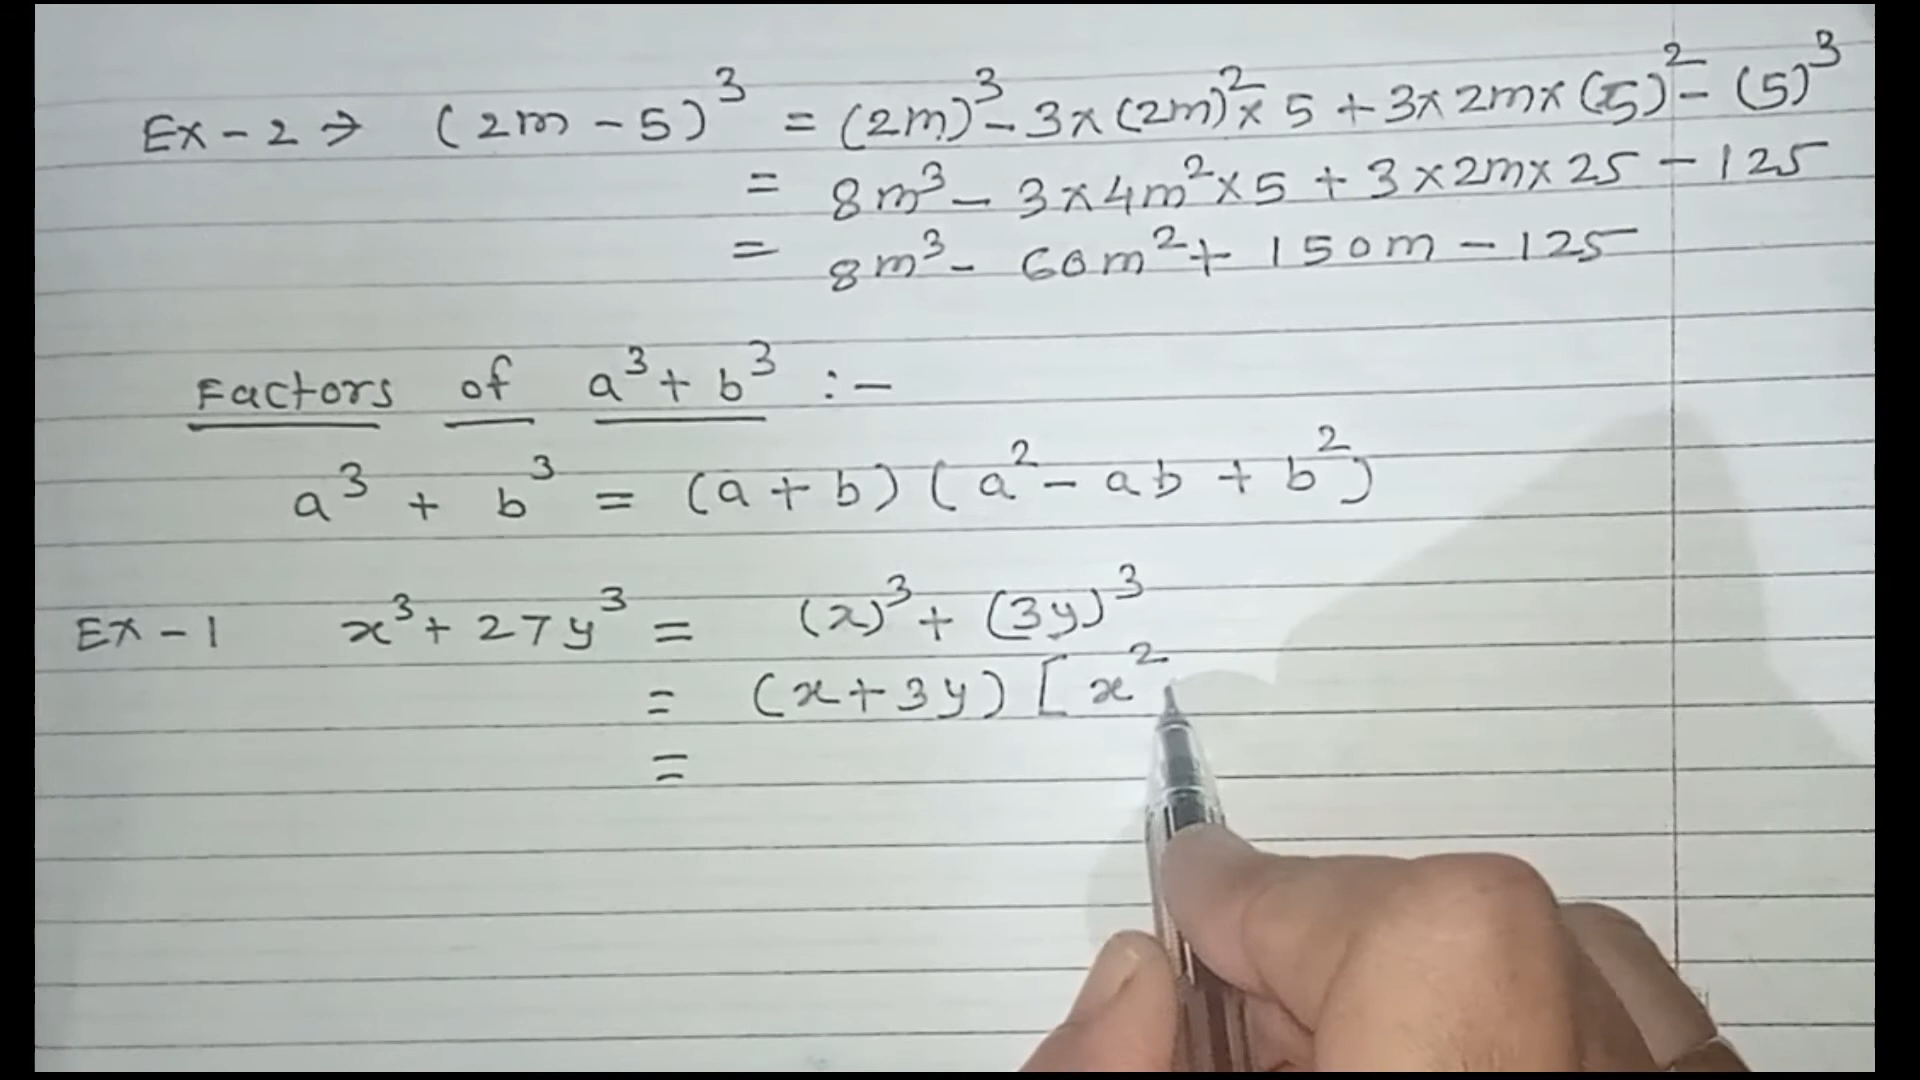 Ex - 2 → (2m - 5)³ = (2m)³ - 3 x (2m)² x 5 + 3 x 2m x (5)² - (5)³
= 8m³ - 3 x 4m² x 5 + 3 x 2m x 25 - 125
= 8m³ - 60m² + 150m - 125
Factors of a³ + b³ :-
a³ + b³ = (a + b) (a² - ab + b²)
Ex - 1 x³ + 27y³ = (x)³ + (3y)³
= (x + 3y) [ x²
=